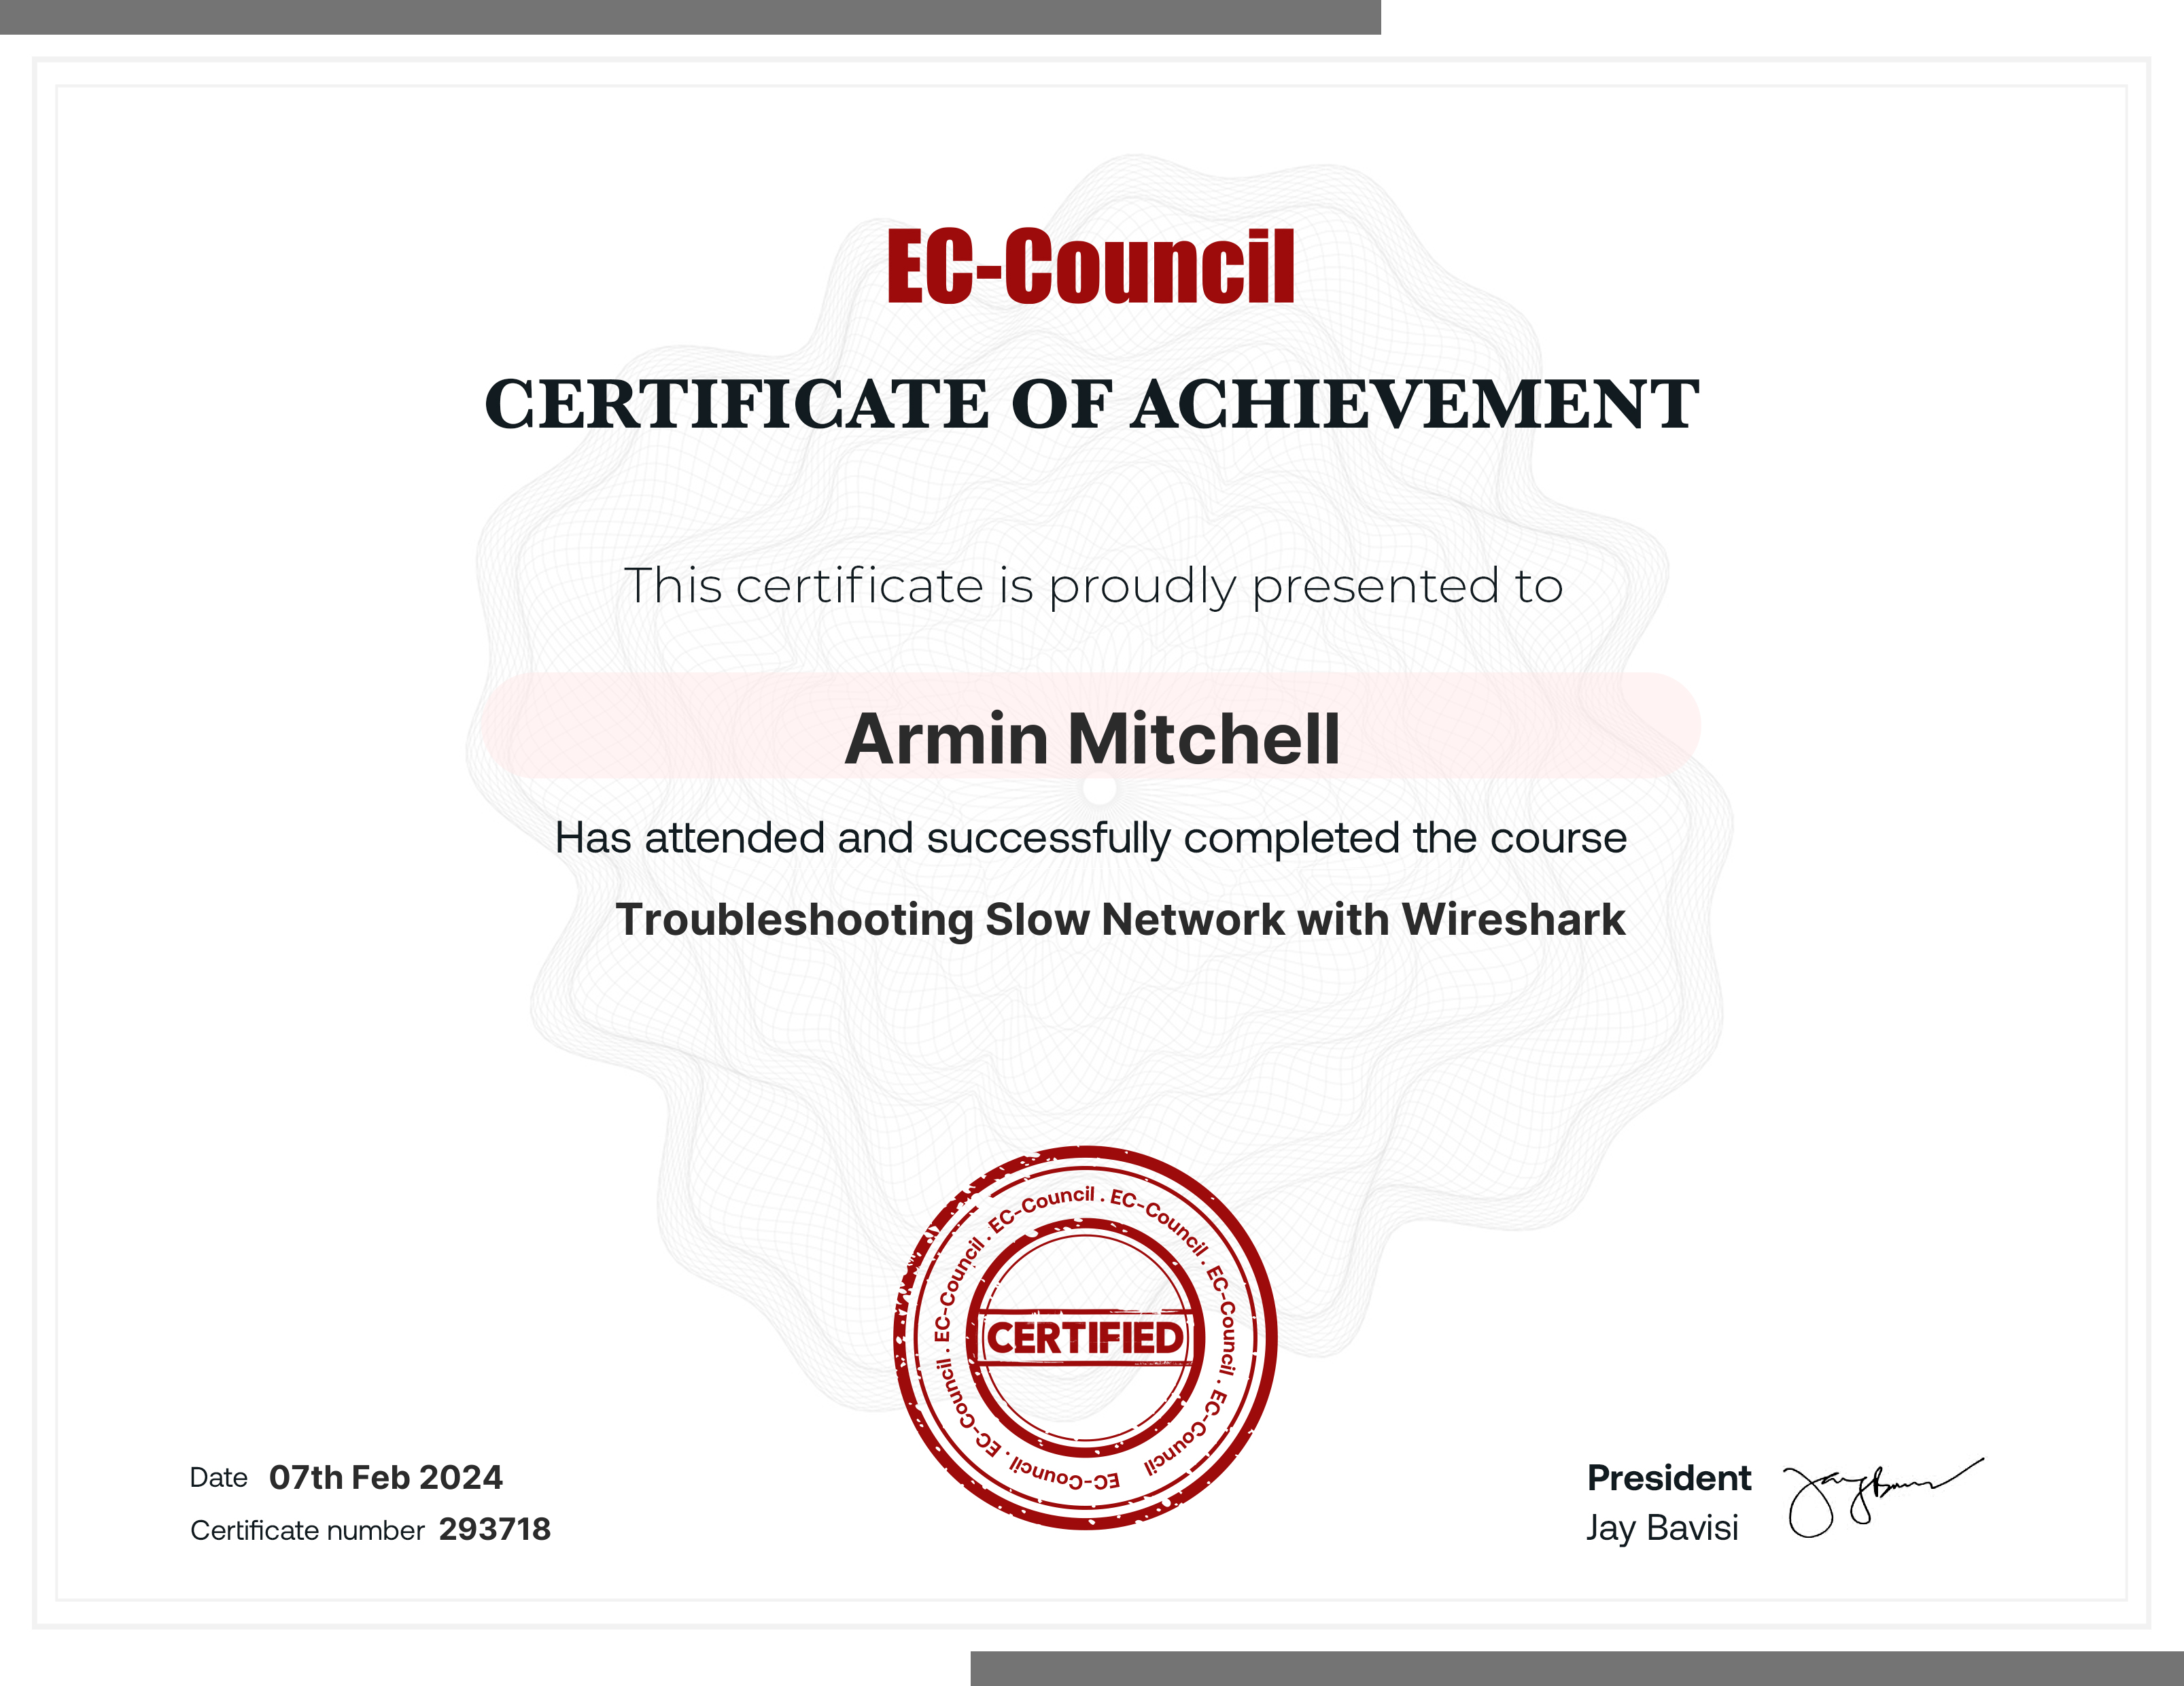 EC-Council
CERTIFICATE OF ACHIEVEMENT
This certificate is proudly presented to
Armin Mitchell
Has attended and successfully completed the course
Troubleshooting Slow Network with Wireshark
EC-Council . EC-Council . EC-Council . EC-Council
EC-Council . EC-Council . EC-Council .
CERTIFIED
Date 07th Feb 2024
Certificate number 293718
President
Jay Bavisi